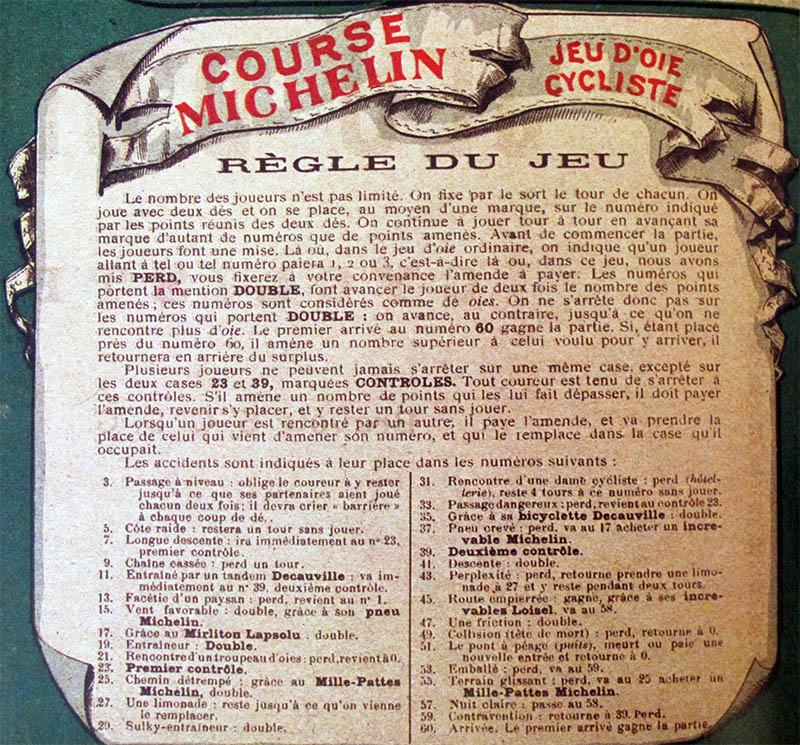 COURSE
MICHELIN
JEU D'OIE
CYCLISTE
RÈGLE DU JEU
Le nombre des joueurs n'est pas limité. On fixe par le sort le tour de chacun. On
joue avec deux dés et on se place, au moyen d'une marque, sur le numéro indiqué
par les points réunis des deux dés. On continue à jouer tour à tour en avançant sa
marque d'autant de numéros que de points amenés. Avant de commencer la partie,
les joueurs font une mise. Là où, dans le jeu d'oie ordinaire, on indique qu'un joueur
allant à tel ou tel numéro paiera 1, 2 ou 3, c'est-à-dire là ou, dans ce jeu, nous avons
mis PERD, vous fixerez à votre convenance l'amende à payer. Les numéros qui
portent la mention DOUBLE, font avancer le joueur de deux fois le nombre des points
amenés; ces numéros sont considérés comme de oies. On ne s'arrête donc pas sur
les numéros qui portent DOUBLE : on avance, au contraire, jusqu'à ce qu'on ne
rencontre plus d'oie. Le premier arrivé au numéro 60 gagne la partie. Si, étant placé
près du numéro 60, il amène un nombre supérieur à celui voulu pour y arriver, il
retournera en arrière du surplus.
Plusieurs joueurs ne peuvent jamais s'arrêter sur une même case, excepté sur
les deux cases 23 et 39, marquées CONTROLES. Tout coureur est tenu de s'arrêter à
ces contrôles. S'il amène un nombre de points qui les lui fait dépasser, il doit payer
l'amende, revenir s'y placer, et y rester un tour sans jouer.
Lorsqu'un joueur est rencontré par un autre, il paye l'amende, et va prendre la
place de celui qui vient d'amener son numéro, et qui le remplace dans la case qu'il
occupait.
Les accidents sont indiqués à leur place dans les numéros suivants :
3. Passage à niveau : oblige le coureur à y rester
jusqu'à ce que ses partenaires aient joué
chacun deux fois; il devra crier « barrière »
à chaque coup de dé.
5. Côte raide : restera un tour sans jouer.
7. Longue descente : ira immédiatement au n° 23,
premier contrôle.
9. Chaîne cassée : perd un tour.
11. Entraîné par un tandem Decauville : va im-
médiatement au n° 39, deuxième contrôle.
13. Facétie d'un paysan : perd, revient au n° 1.
15. Vent favorable : double, grâce à son pneu
Michelin.
17. Grâce au Mirliton Lapsolu : double.
19. Entraîneur : Double.
21. Rencontre d'un troupeau d'oies : perd, revient à 0.
23. Premier contrôle.
25. Chemin détrempé : grâce au Mille-Pattes
Michelin, double.
27. Une limonade : reste jusqu'à ce qu'on vienne
le remplacer.
29. Sulky-entraîneur : double.
31. Rencontre d'une dame cycliste : perd (hôtel-
lerie), reste 4 tours à ce numéro sans jouer.
33. Passage dangereux : perd, revient au contrôle 23.
35. Grâce à sa bicyclette Decauville : double.
37. Pneu crevé : perd. va au 17 acheter un incre-
vable Michelin.
39. Deuxième contrôle.
41. Descente : double.
43. Perplexité : perd, retourne prendre une limo-
nade à 27 et y reste pendant deux tours.
45. Route empierrée : gagne, grâce à ses incre-
vables Loisel, va au 58.
47. Une friction : double.
49. Collision (tête de mort) : perd, retourne à 0.
51. Le pont à péage (puits), meurt ou paie une
nouvelle entrée et retourne à 0.
53. Emballé : perd, va au 59.
55. Terrain glissant : perd, va au 25 acheter un
Mille-Pattes Michelin.
57. Nuit claire : passe au 58.
59. Contravention : retourne à 39. Perd.
60. Arrivée. Le premier arrivé gagne la partie.